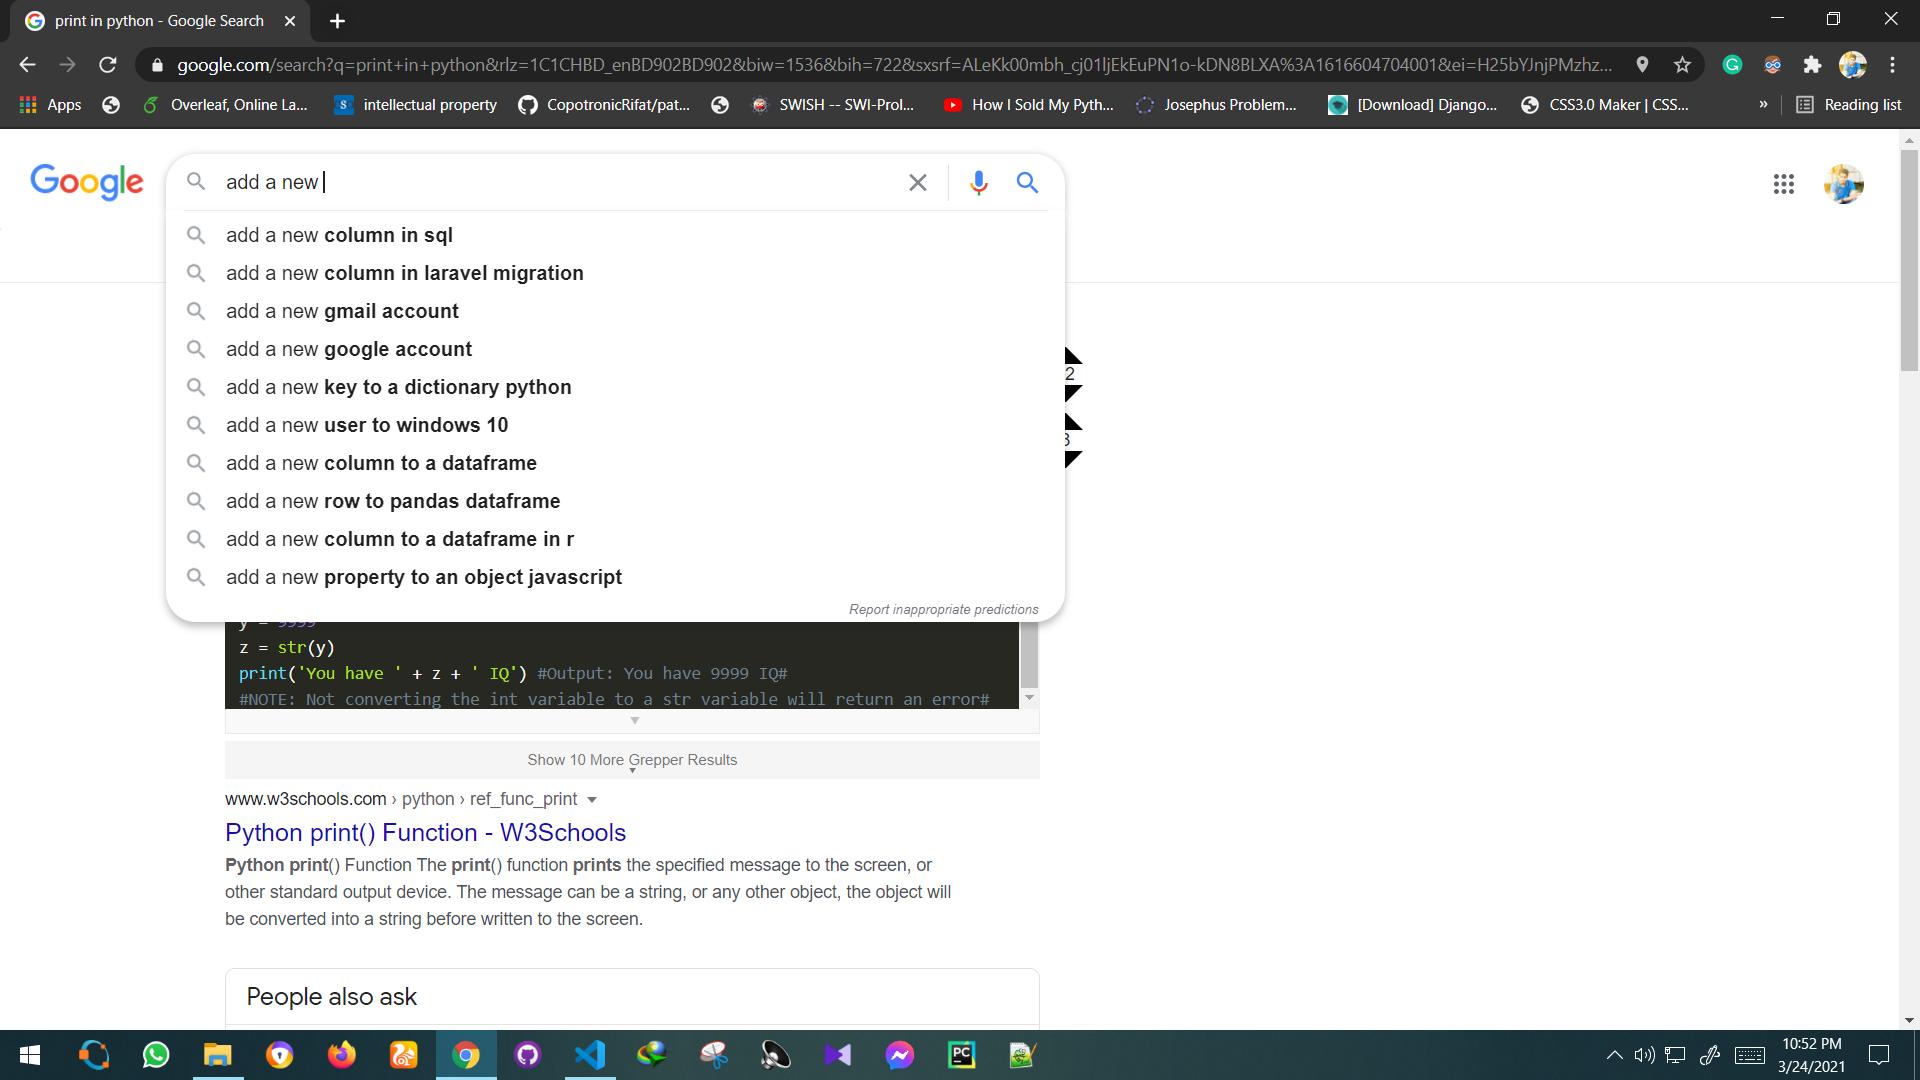 print in python - Google Search
google.com/search?q=print+in+python&rlz=1C1CHBD_enBD902BD902&biw=1536&bih=722&sxsrf=ALeKk00mbh_cj01ljEkEuPN1o-kDN8BLXA%3A1616604704001&ei=H25bYJnjPMzhz...
Apps Overleaf, Online La... S intellectual property CopotronicRifat/pat... SWISH -- SWI-Prol... How I Sold My Pyth... Josephus Problem... [Download] Django... CSS3.0 Maker | CSS... » Reading list
Google
add a new
add a new column in sql
add a new column in laravel migration
add a new gmail account
add a new google account
add a new key to a dictionary python
add a new user to windows 10
add a new column to a dataframe
add a new row to pandas dataframe
add a new column to a dataframe in r
add a new property to an object javascript
Report inappropriate predictions
2
3
y = 9999
z = str(y)
print('You have ' + z + ' IQ') #Output: You have 9999 IQ#
#NOTE: Not converting the int variable to a str variable will return an error#
Show 10 More Grepper Results
www.w3schools.com › python › ref_func_print
Python print() Function - W3Schools
Python print() Function The print() function prints the specified message to the screen, or
other standard output device. The message can be a string, or any other object, the object will
be converted into a string before written to the screen.
People also ask
PC
10:52 PM
3/24/2021